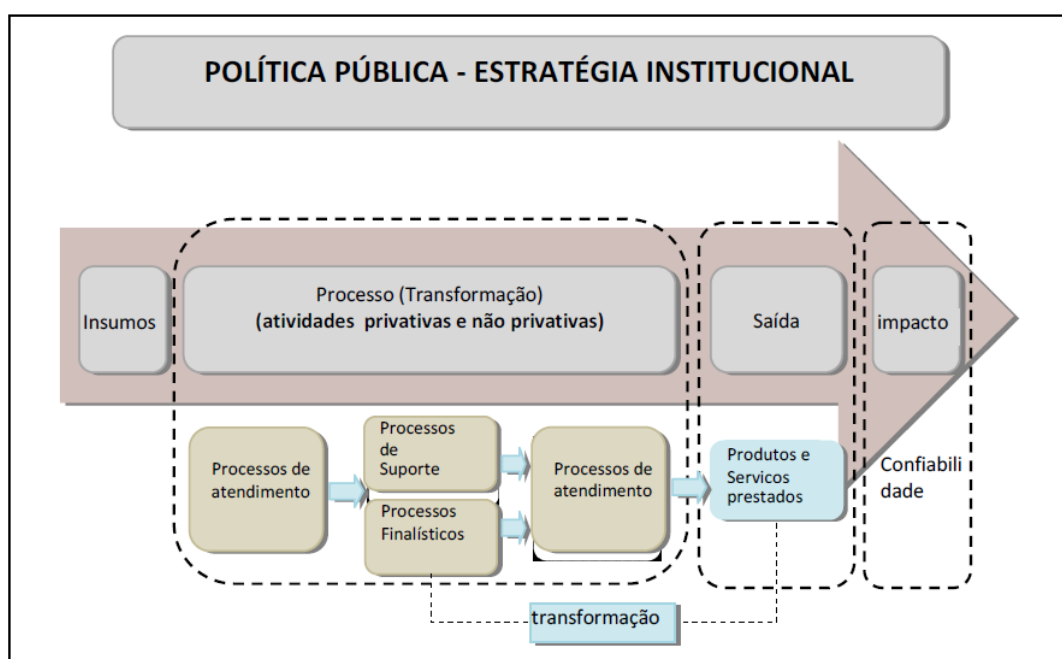 POLÍTICA PÚBLICA - ESTRATÉGIA INSTITUCIONAL
Insumos
Processo (Transformação)
(atividades privativas e não privativas)
Saída
impacto
Processos de
atendimento
Processos
de
Suporte
Processos
Finalísticos
Processos de
atendimento
Produtos e
Servicos
prestados
Confiabili
dade
transformação